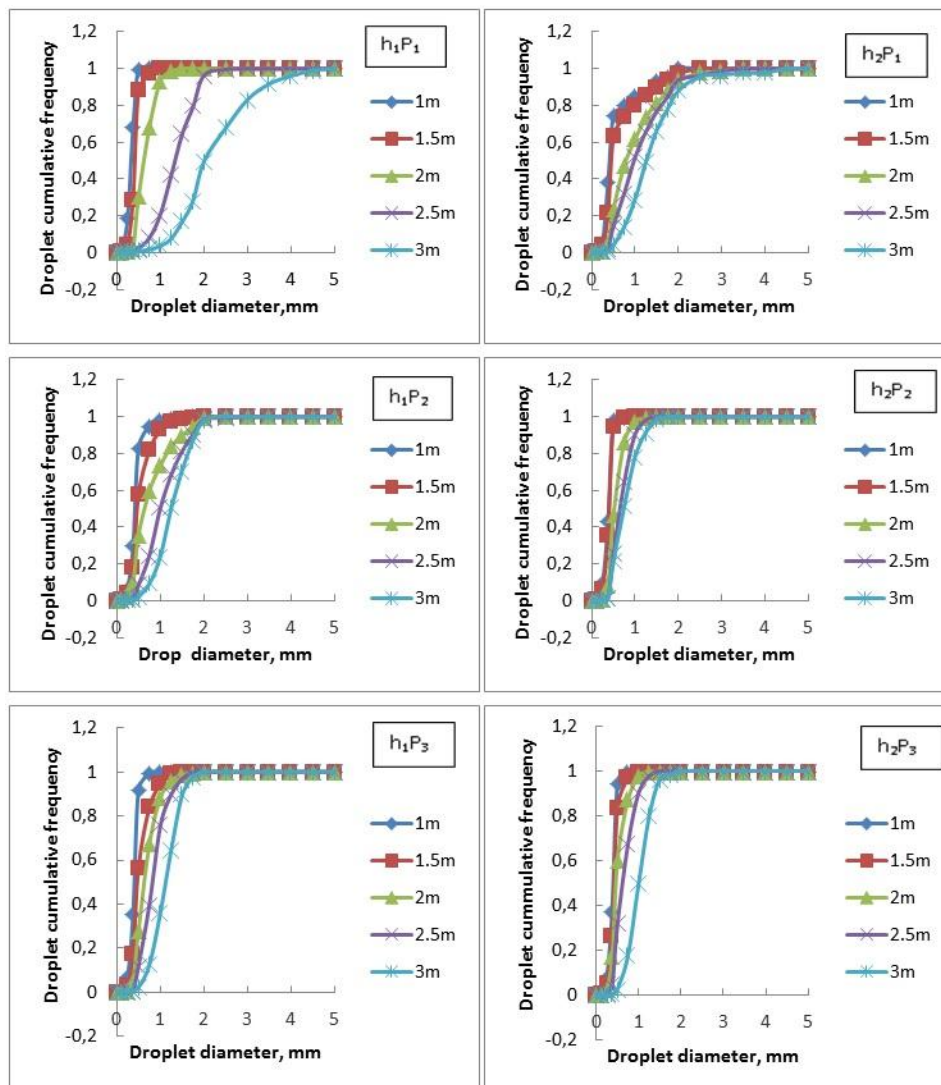 h₁P₁
Droplet cumulative frequency
1,2
1
0,8
0,6
0,4
0,2
0
-0,2
0 1 2 3 4 5
Droplet diameter,mm
1m
1.5m
2m
2.5m
3m
h₂P₁
Droplet cumulative frequency
1,2
1
0,8
0,6
0,4
0,2
0
-0,2
0 1 2 3 4 5
Droplet diameter, mm
1m
1.5m
2m
2.5m
3m
h₁P₂
Droplet cumulative frequency
1,2
1
0,8
0,6
0,4
0,2
0
-0,2
0 1 2 3 4 5
Drop diameter, mm
1m
1.5m
2m
2.5m
3m
h₂P₂
Droplet cumulative frequency
1,2
1
0,8
0,6
0,4
0,2
0
-0,2
0 1 2 3 4 5
Droplet diameter, mm
1m
1.5m
2m
2.5m
3m
h₁P₃
Droplet cumulative frequency
1,2
1
0,8
0,6
0,4
0,2
0
-0,2
0 1 2 3 4 5
Droplet diameter, mm
1m
1.5m
2m
2.5m
3m
h₂P₃
Droplet cummulative frequency
1,2
1
0,8
0,6
0,4
0,2
0
-0,2
0 1 2 3 4 5
Droplet diameter, mm
1m
1.5m
2m
2.5m
3m